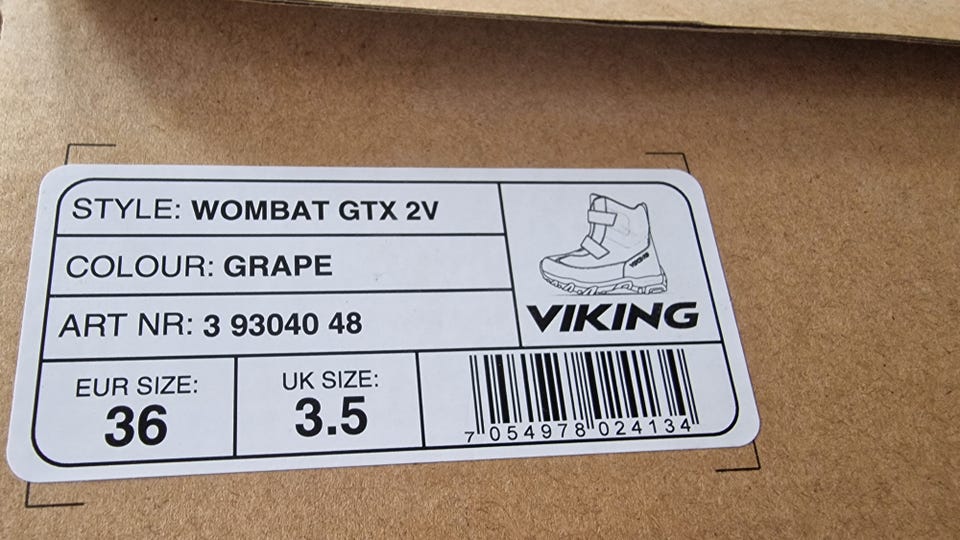 STYLE: WOMBAT GTX 2V
COLOUR: GRAPE
ART NR: 3 93040 48
VIKING
VIKING
EUR SIZE:
36
UK SIZE:
3.5
7 054978 024134